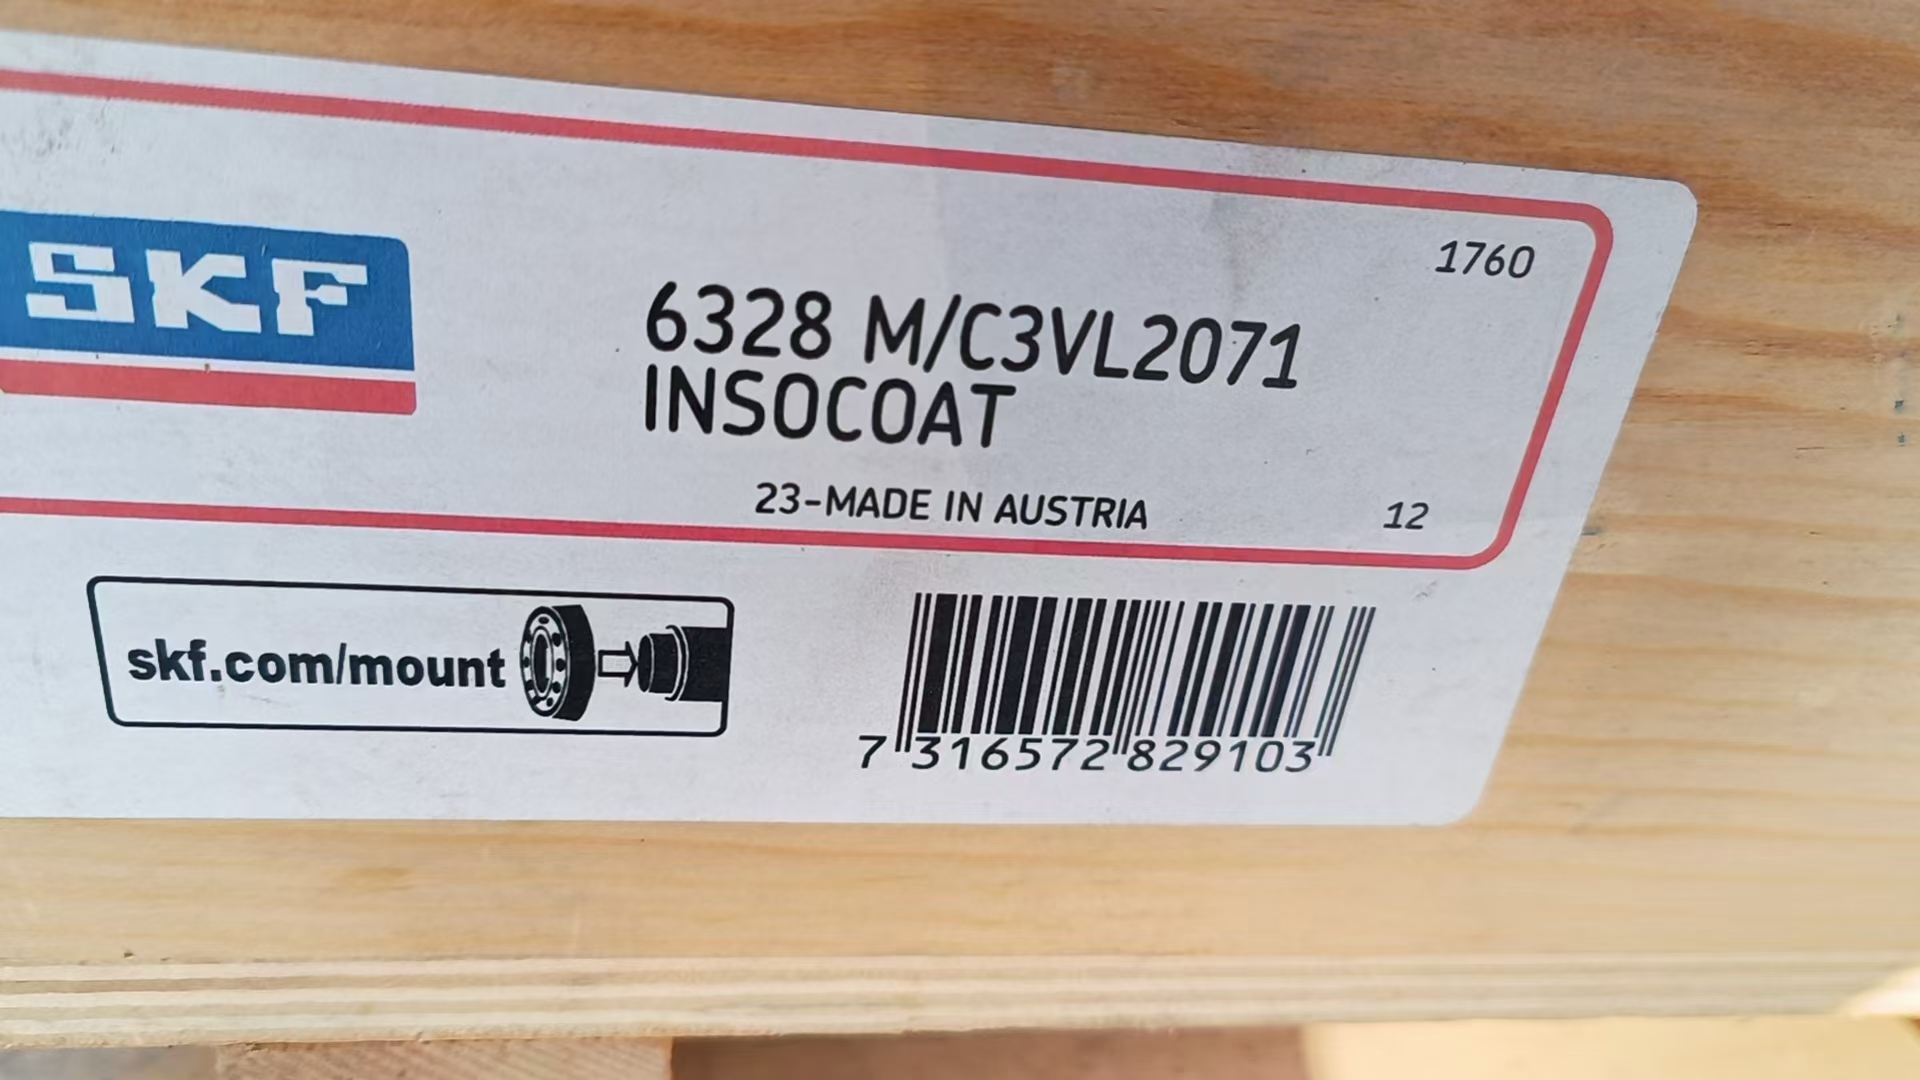 1760
SKF
6328 M/C3VL2071
INSOCOAT
23-MADE IN AUSTRIA
12
skf.com/mount
7 316572 829103